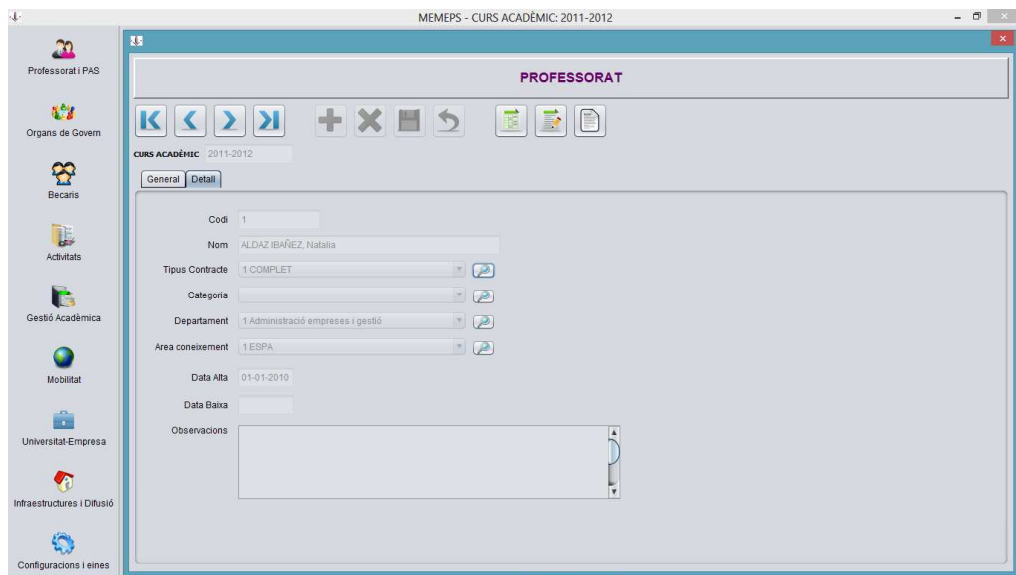 MEMEPS - CURS ACADÈMIC: 2011-2012
Professorat i PAS
Organs de Govern
Becaris
Activitats
Gestió Acadèmica
Mobilitat
Universitat-Empresa
Infraestructures i Difusió
Configuracions i eines
PROFESSORAT
CURS ACADÈMIC 2011-2012
General Detall
Codi 1
Nom ALDAZ IBAÑEZ, Natalia
Tipus Contracte 1 COMPLET
Categoria
Departament 1 Administració empreses i gestió
Area coneixement 1 ESPA
Data Alta 01-01-2010
Data Baixa
Observacions